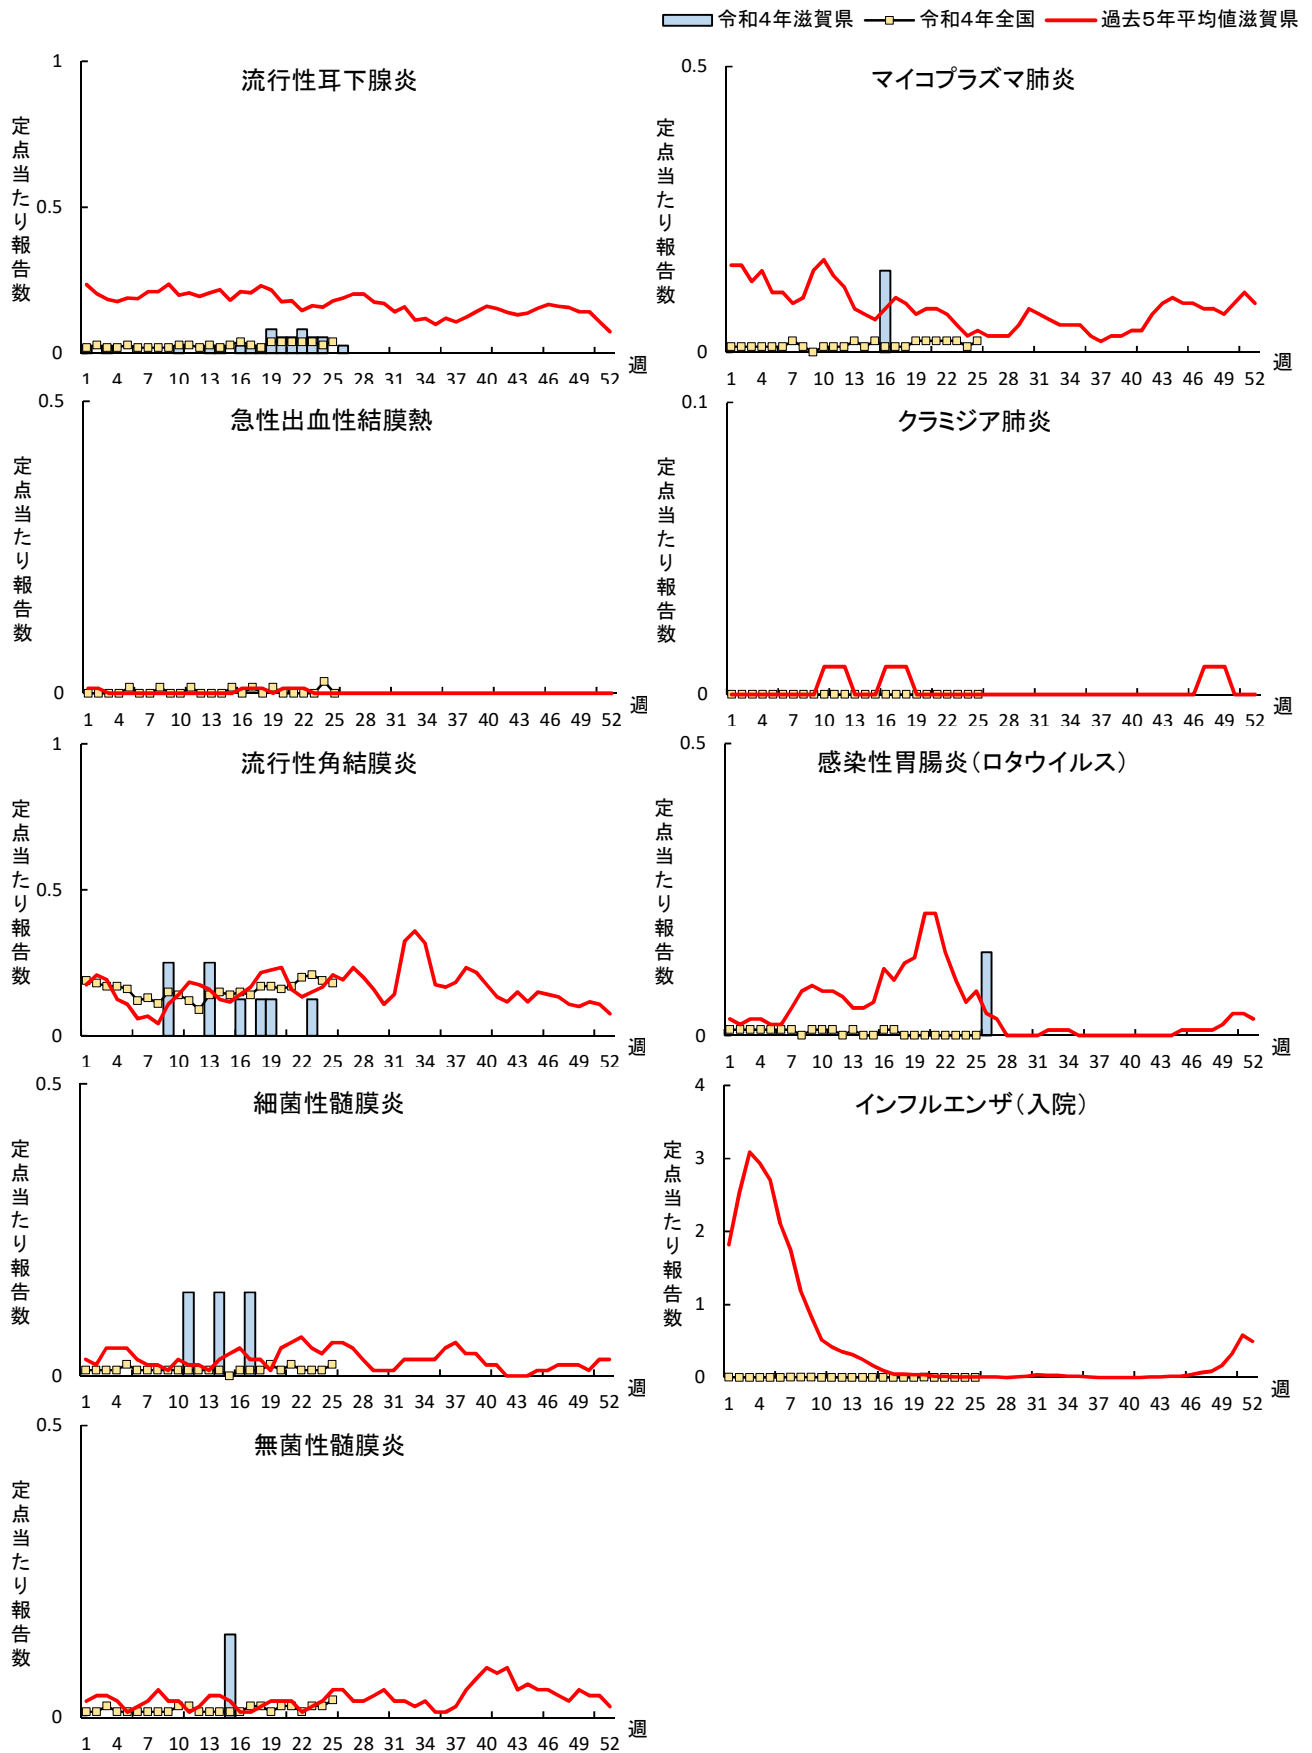 令和4年滋賀県 令和4年全国 過去5年平均値滋賀県
流行性耳下腺炎
定点当たり報告数
1
0.5
0
1 4 7 10 13 16 19 22 25 28 31 34 37 40 43 46 49 52 週
マイコプラズマ肺炎
定点当たり報告数
0.5
0
1 4 7 10 13 16 19 22 25 28 31 34 37 40 43 46 49 52 週
急性出血性結膜熱
定点当たり報告数
0.5
0
1 4 7 10 13 16 19 22 25 28 31 34 37 40 43 46 49 52 週
クラミジア肺炎
定点当たり報告数
0.1
0
1 4 7 10 13 16 19 22 25 28 31 34 37 40 43 46 49 52 週
流行性角結膜炎
定点当たり報告数
1
0.5
0
1 4 7 10 13 16 19 22 25 28 31 34 37 40 43 46 49 52 週
感染性胃腸炎（ロタウイルス）
定点当たり報告数
0.5
0
1 4 7 10 13 16 19 22 25 28 31 34 37 40 43 46 49 52 週
細菌性髄膜炎
定点当たり報告数
0.5
0
1 4 7 10 13 16 19 22 25 28 31 34 37 40 43 46 49 52 週
インフルエンザ（入院）
定点当たり報告数
4
3
2
1
0
1 4 7 10 13 16 19 22 25 28 31 34 37 40 43 46 49 52 週
無菌性髄膜炎
定点当たり報告数
0.5
0
1 4 7 10 13 16 19 22 25 28 31 34 37 40 43 46 49 52 週